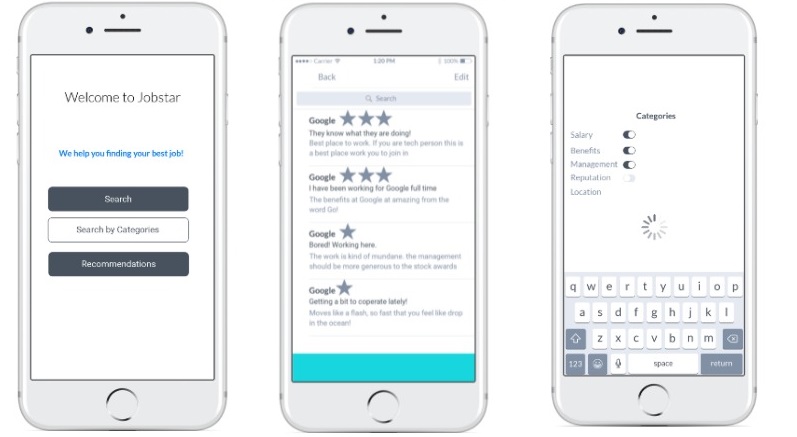 Welcome to Jobstar
We help you finding your best job!
Search
Search by Categories
Recommendations
Carrier 1:20 PM 100%
Back Edit
Search
Google
They know what they are doing!
Best place to work. If you are tech person this is
a best place work you to join in
Google
I have been working for Google full time
The benefits at Google at amazing from the
word Go!
Google
Bored! Working here.
The work is kind of mundane. the management
should be more generous to the stock awards
Google
Getting a bit to coperate lately!
Moves like a flash, so fast that you feel like drop
in the ocean!
Categories
Salary
Benefits
Management
Reputation
Location
q w e r t y u i o p
a s d f g h j k l
z x c v b n m
123 space return